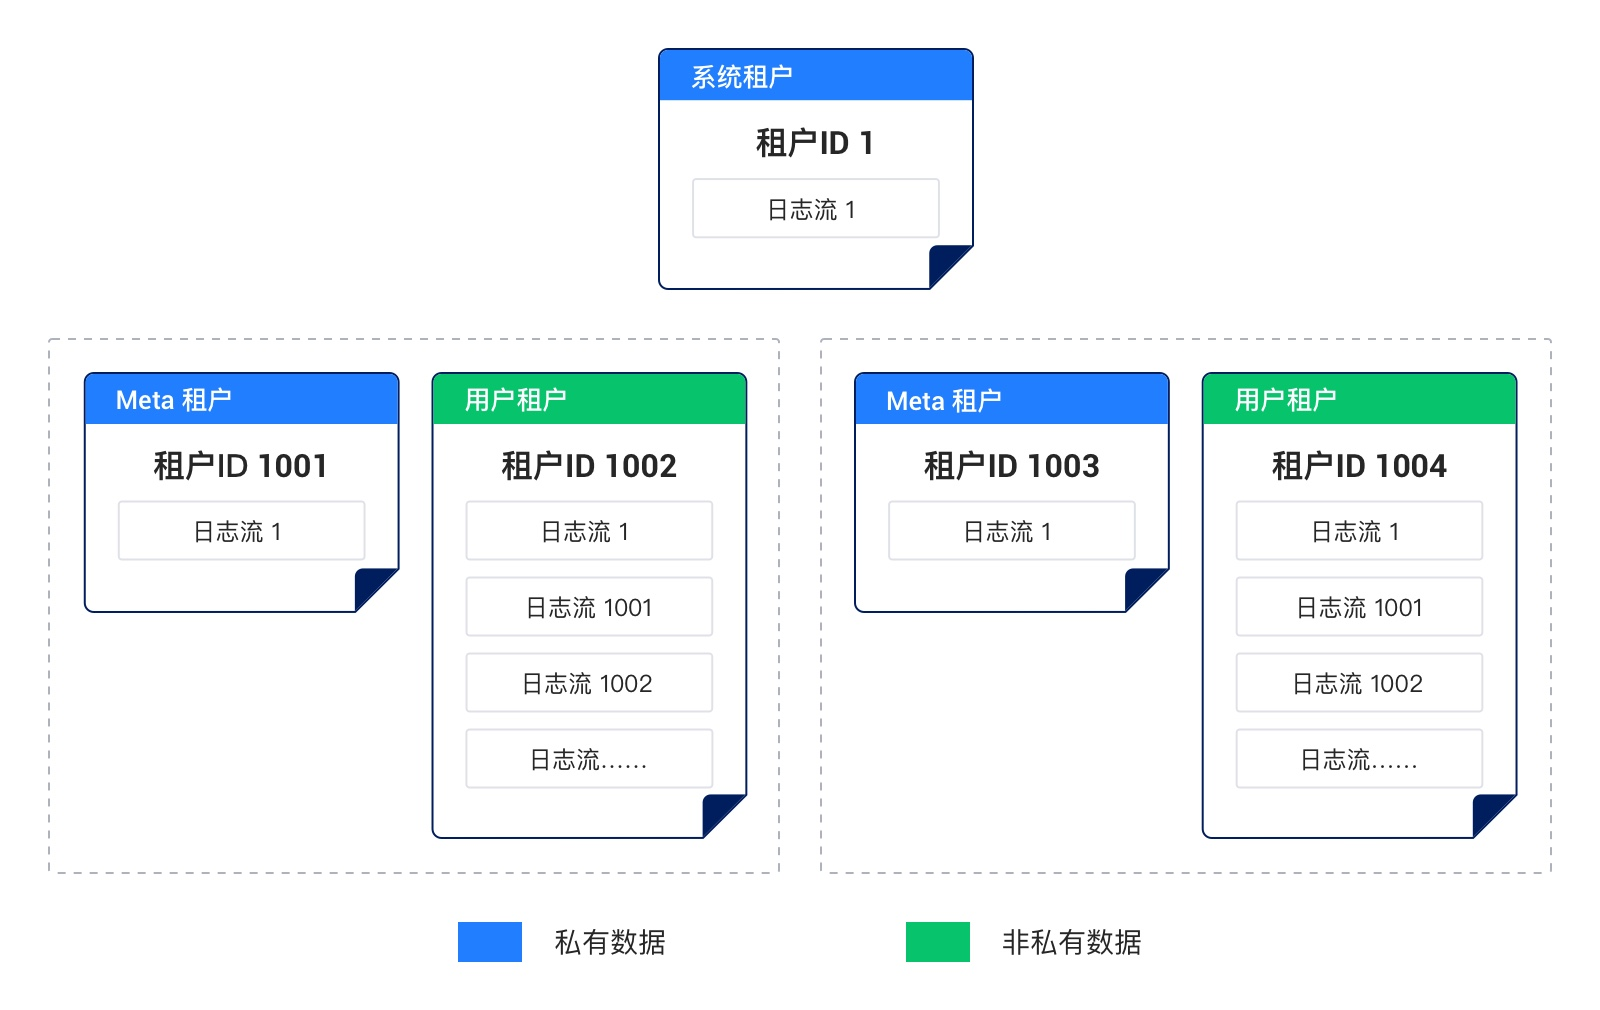 系统租户
租户ID 1
日志流 1
Meta 租户
租户ID 1001
日志流 1
用户租户
租户ID 1002
日志流 1
日志流 1001
日志流 1002
日志流……
Meta 租户
租户ID 1003
日志流 1
用户租户
租户ID 1004
日志流 1
日志流 1001
日志流 1002
日志流……
私有数据
非私有数据